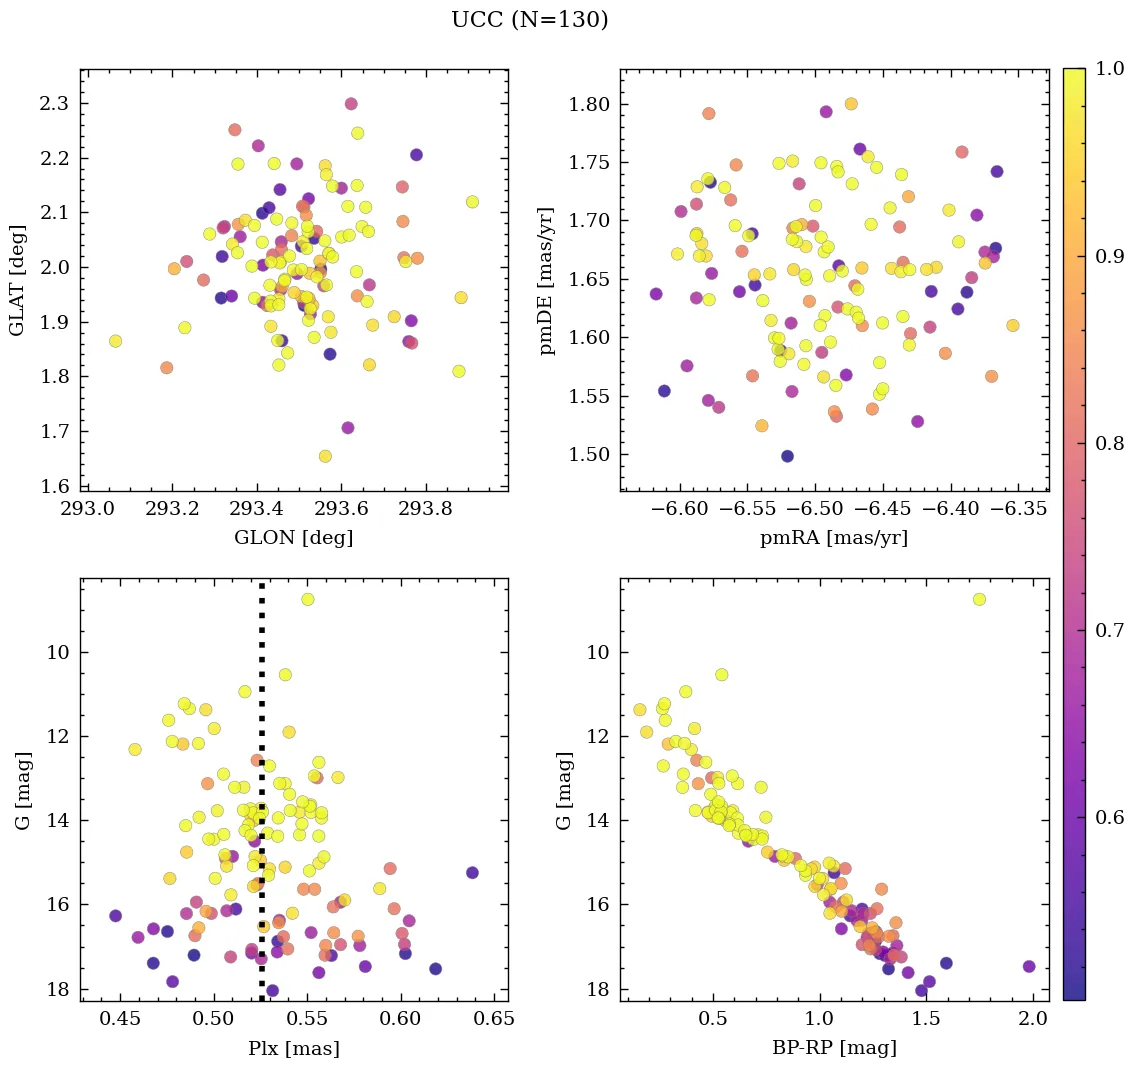 UCC (N=130)
2.3
2.2
2.1
2.0
1.9
1.8
1.7
1.6
GLAT [deg]
293.0 293.2 293.4 293.6 293.8
GLON [deg]
1.80
1.75
1.70
1.65
1.60
1.55
1.50
pmDE [mas/yr]
−6.60 −6.55 −6.50 −6.45 −6.40 −6.35
pmRA [mas/yr]
10
12
14
16
18
G [mag]
0.45 0.50 0.55 0.60 0.65
Plx [mas]
10
12
14
16
18
G [mag]
0.5 1.0 1.5 2.0
BP-RP [mag]
1.0
0.9
0.8
0.7
0.6